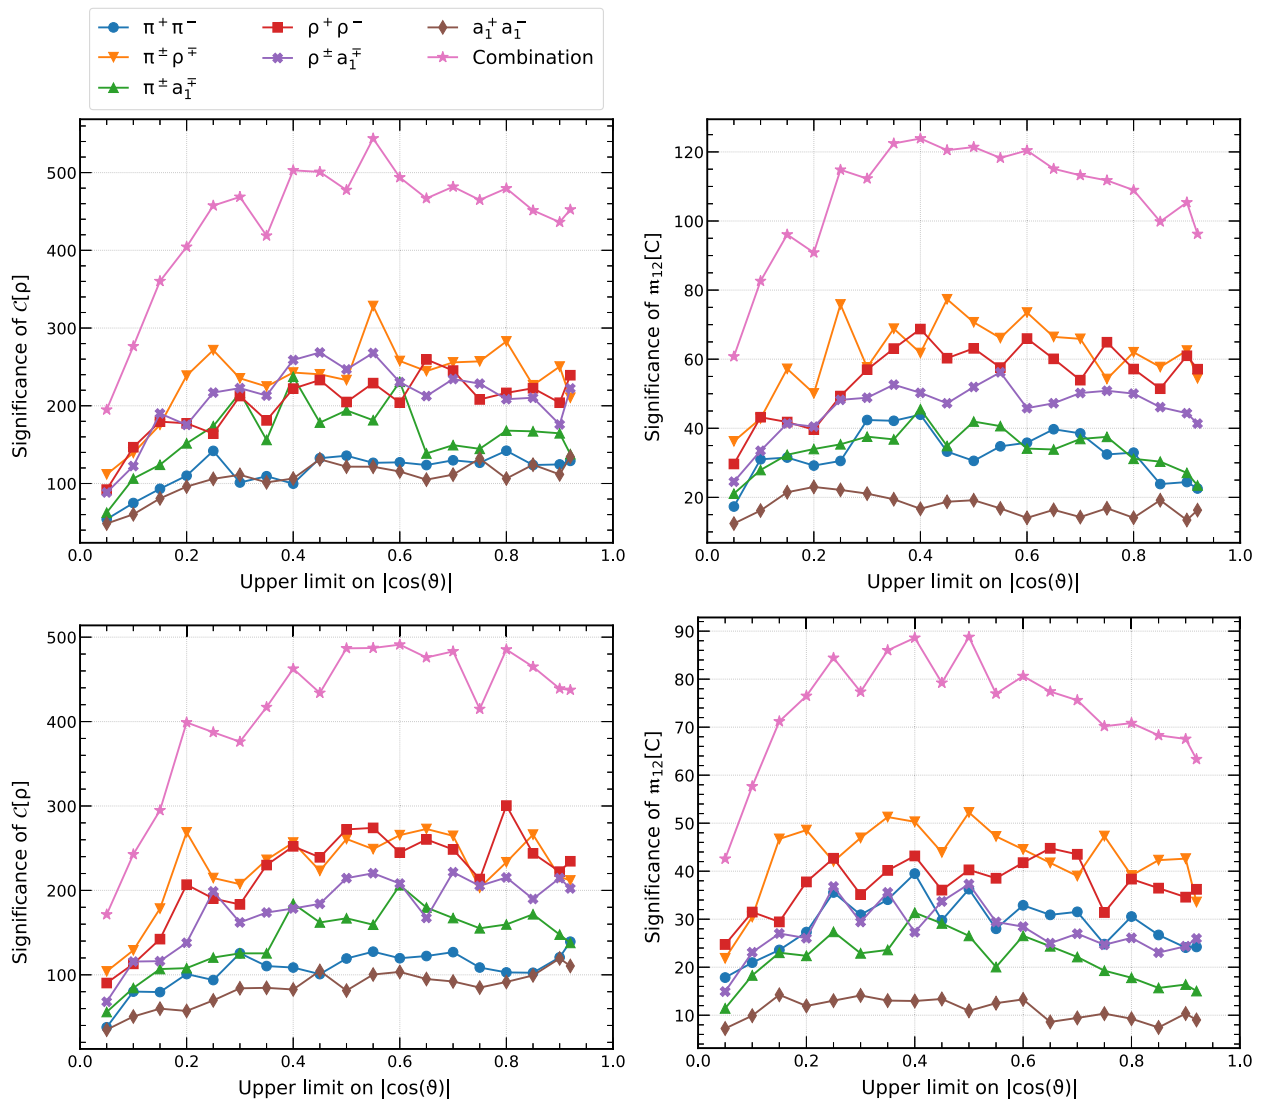 π⁺π⁻
ρ⁺ρ⁻
a₁⁺a₁⁻
π±ρ∓
ρ±a₁∓
Combination
π±a₁∓
Significance of 𝒞[ρ]
500
400
300
200
100
0.0 0.2 0.4 0.6 0.8 1.0
Upper limit on |cos(ϑ)|
Significance of 𝔪₁₂[C]
120
100
80
60
40
20
0.0 0.2 0.4 0.6 0.8 1.0
Upper limit on |cos(ϑ)|
Significance of 𝒞[ρ]
500
400
300
200
100
0.0 0.2 0.4 0.6 0.8 1.0
Upper limit on |cos(ϑ)|
Significance of 𝔪₁₂[C]
90
80
70
60
50
40
30
20
10
0.0 0.2 0.4 0.6 0.8 1.0
Upper limit on |cos(ϑ)|